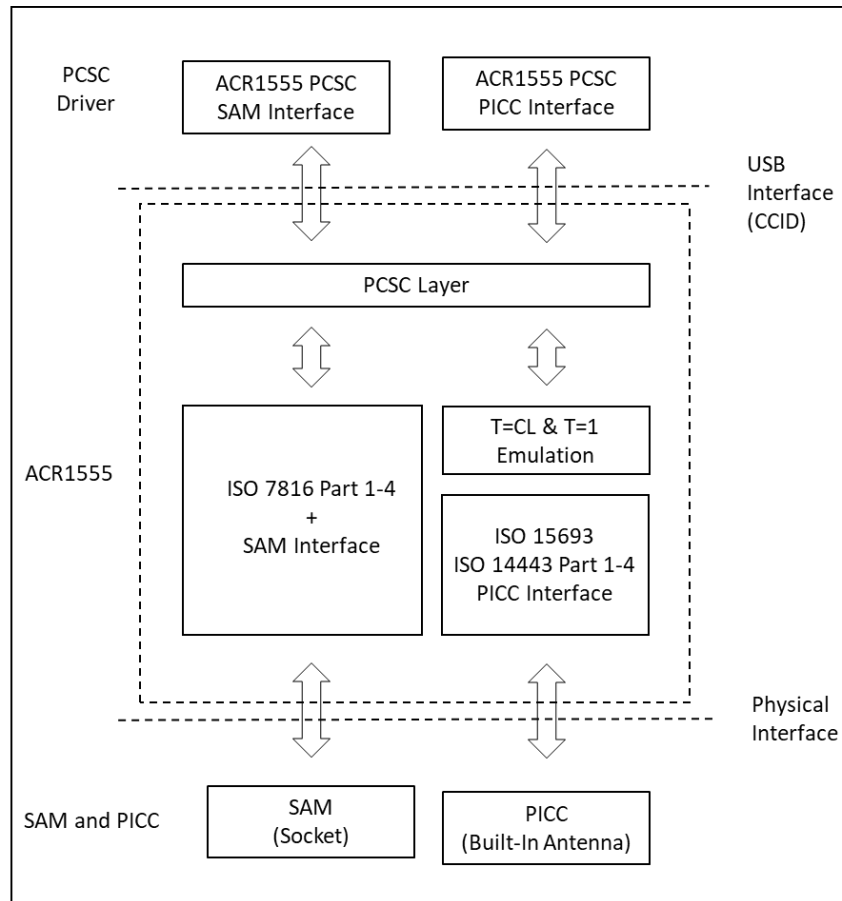 PCSC
Driver
ACR1555 PCSC
SAM Interface
ACR1555 PCSC
PICC Interface
USB
Interface
(CCID)
PCSC Layer
ACR1555
ISO 7816 Part 1-4
+
SAM Interface
T=CL & T=1
Emulation
ISO 15693
ISO 14443 Part 1-4
PICC Interface
Physical
Interface
SAM and PICC
SAM
(Socket)
PICC
(Built-In Antenna)